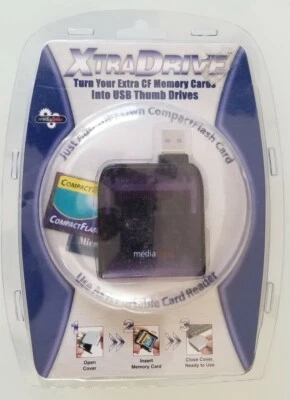 XTRADRIVE
Turn Your Extra CF Memory Cards
Into USB Thumb Drives
Just Add Your Own CompactFlash Card
COMPACTFLASH
media
Use As Portable Card Reader
Open
Cover
Insert
Memory Card
Close Cover,
Ready to Use